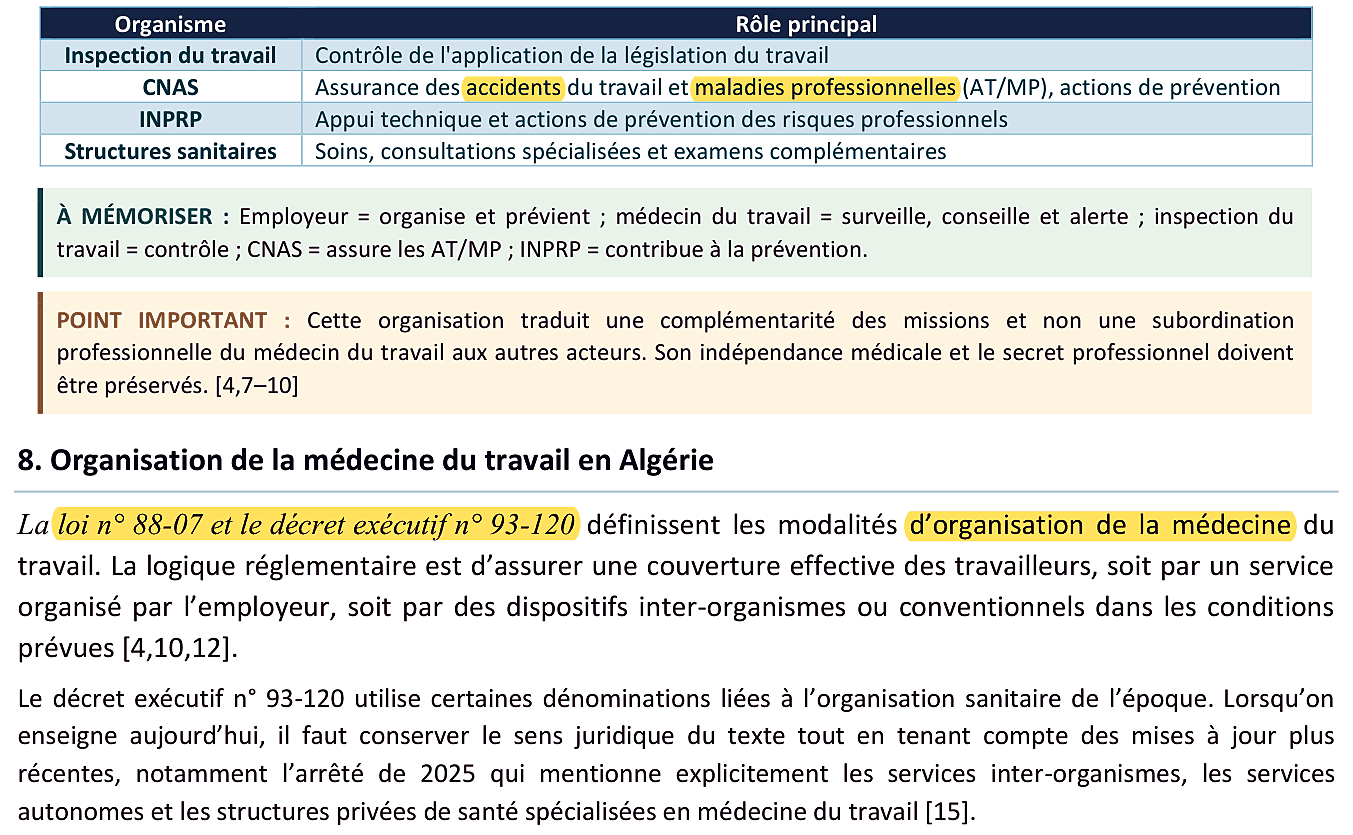 Organisme Rôle principal
Inspection du travail Contrôle de l'application de la législation du travail
CNAS Assurance des accidents du travail et maladies professionnelles (AT/MP), actions de prévention
INPRP Appui technique et actions de prévention des risques professionnels
Structures sanitaires Soins, consultations spécialisées et examens complémentaires
À MÉMORISER : Employeur = organise et prévient ; médecin du travail = surveille, conseille et alerte ; inspection du
travail = contrôle ; CNAS = assure les AT/MP ; INPRP = contribue à la prévention.
POINT IMPORTANT : Cette organisation traduit une complémentarité des missions et non une subordination
professionnelle du médecin du travail aux autres acteurs. Son indépendance médicale et le secret professionnel doivent
être préservés. [4,7–10]
8. Organisation de la médecine du travail en Algérie
La loi n° 88-07 et le décret exécutif n° 93-120 définissent les modalités d’organisation de la médecine du
travail. La logique réglementaire est d’assurer une couverture effective des travailleurs, soit par un service
organisé par l’employeur, soit par des dispositifs inter-organismes ou conventionnels dans les conditions
prévues [4,10,12].
Le décret exécutif n° 93-120 utilise certaines dénominations liées à l’organisation sanitaire de l’époque. Lorsqu’on
enseigne aujourd’hui, il faut conserver le sens juridique du texte tout en tenant compte des mises à jour plus
récentes, notamment l’arrêté de 2025 qui mentionne explicitement les services inter-organismes, les services
autonomes et les structures privées de santé spécialisées en médecine du travail [15].